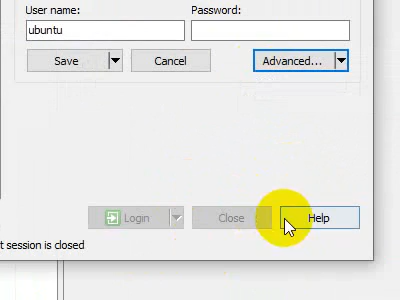 User name: Password:
ubuntu
Save Cancel Advanced...
Login Close Help
t session is closed